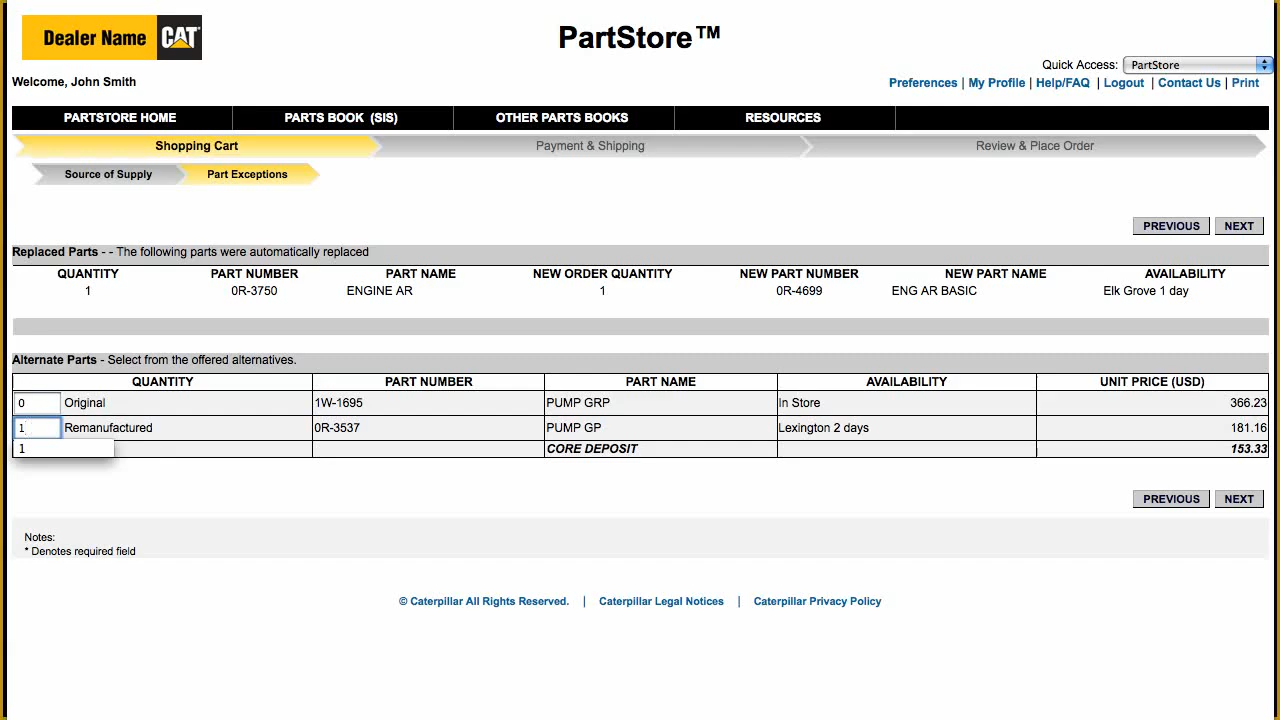 Dealer Name CAT
PartStore™
Quick Access: PartStore
Welcome, John Smith
Preferences | My Profile | Help/FAQ | Logout | Contact Us | Print
PARTSTORE HOME PARTS BOOK (SIS) OTHER PARTS BOOKS RESOURCES
Shopping Cart Payment & Shipping Review & Place Order
Source of Supply Part Exceptions
PREVIOUS NEXT
Replaced Parts - - The following parts were automatically replaced
QUANTITY PART NUMBER PART NAME NEW ORDER QUANTITY NEW PART NUMBER NEW PART NAME AVAILABILITY
1 0R-3750 ENGINE AR 1 0R-4699 ENG AR BASIC Elk Grove 1 day
Alternate Parts - Select from the offered alternatives.
QUANTITY PART NUMBER PART NAME AVAILABILITY UNIT PRICE (USD)
0 Original 1W-1695 PUMP GRP In Store 366.23
1 Remanufactured 0R-3537 PUMP GP Lexington 2 days 181.16
1 CORE DEPOSIT 153.33
PREVIOUS NEXT
Notes:
* Denotes required field
© Caterpillar All Rights Reserved. | Caterpillar Legal Notices | Caterpillar Privacy Policy